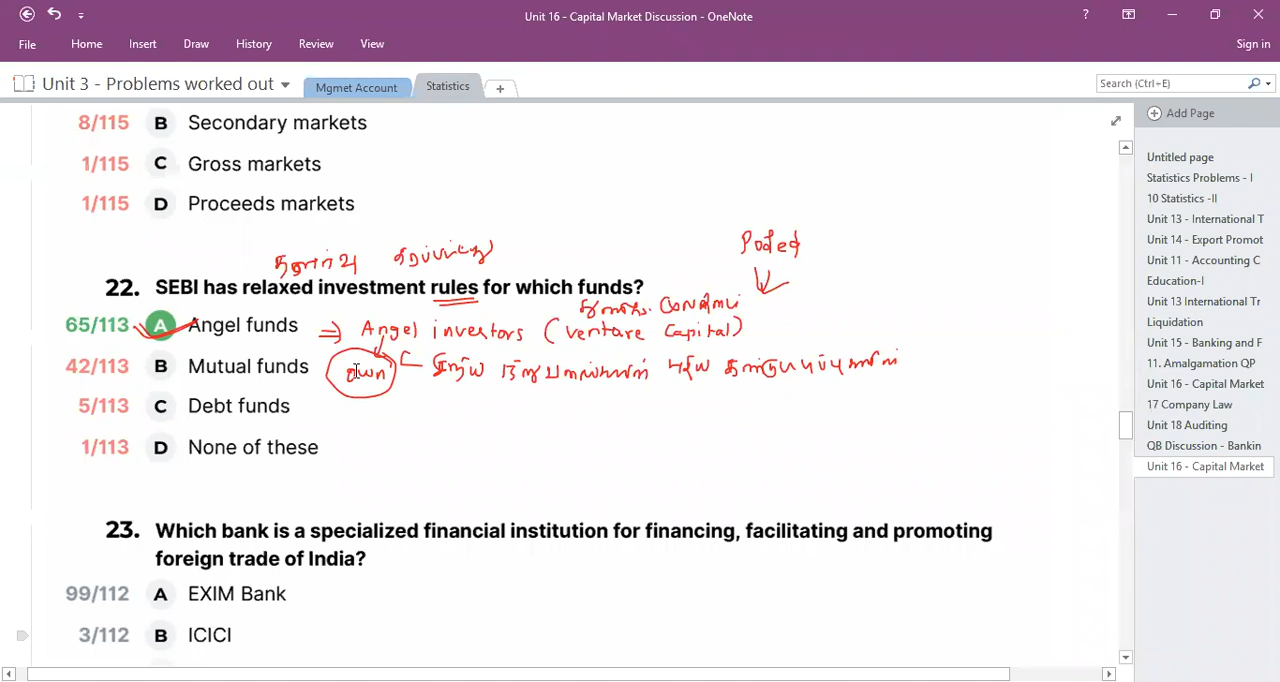 Unit 16 - Capital Market Discussion - OneNote
?
File Home Insert Draw History Review View
Sign in
Unit 3 - Problems worked out
Mgmet Account
Statistics
Search (Ctrl+E)
8/115 B Secondary markets
1/115 C Gross markets
1/115 D Proceeds markets
22. SEBI has relaxed investment rules for which funds?
65/113 A Angel funds ⇒ Angel investors (Venture Capital)
42/113 B Mutual funds own
5/113 C Debt funds
1/113 D None of these
23. Which bank is a specialized financial institution for financing, facilitating and promoting
foreign trade of India?
99/112 A EXIM Bank
3/112 B ICICI
Add Page
Untitled page
Statistics Problems - I
10 Statistics -II
Unit 13 - International T
Unit 14 - Export Promot
Unit 11 - Accounting C
Education-I
Unit 13 International Tr
Liquidation
Unit 15 - Banking and F
11. Amalgamation QP
Unit 16 - Capital Market
17 Company Law
Unit 18 Auditing
QB Discussion - Bankin
Unit 16 - Capital Market